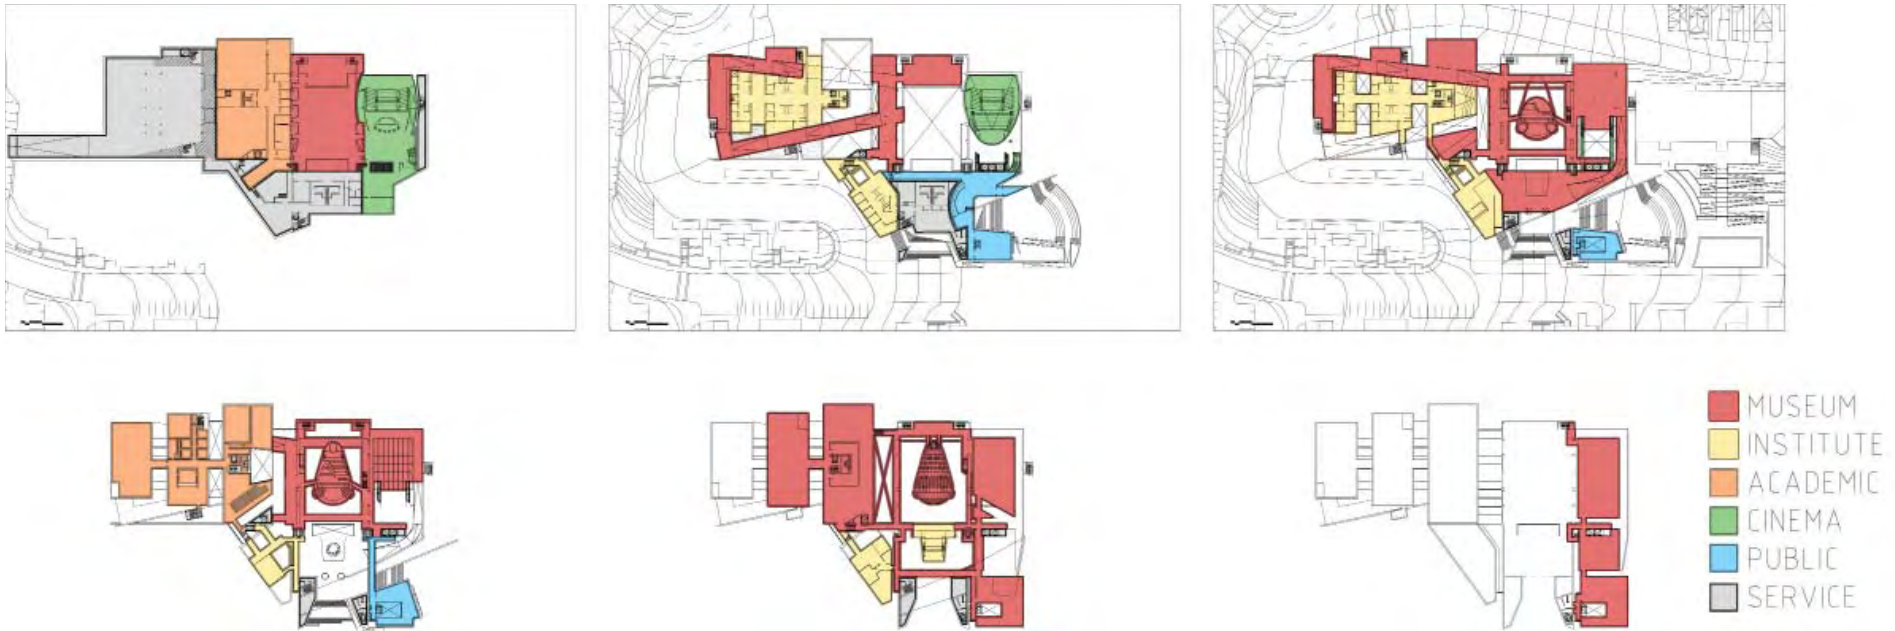 MUSEUM
INSTITUTE
ACADEMIC
CINEMA
PUBLIC
SERVICE